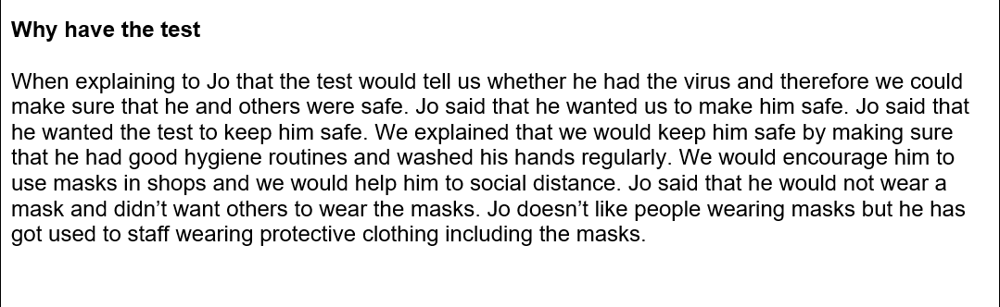 Why have the test
When explaining to Jo that the test would tell us whether he had the virus and therefore we could
make sure that he and others were safe. Jo said that he wanted us to make him safe. Jo said that
he wanted the test to keep him safe. We explained that we would keep him safe by making sure
that he had good hygiene routines and washed his hands regularly. We would encourage him to
use masks in shops and we would help him to social distance. Jo said that he would not wear a
mask and didn’t want others to wear the masks. Jo doesn’t like people wearing masks but he has
got used to staff wearing protective clothing including the masks.